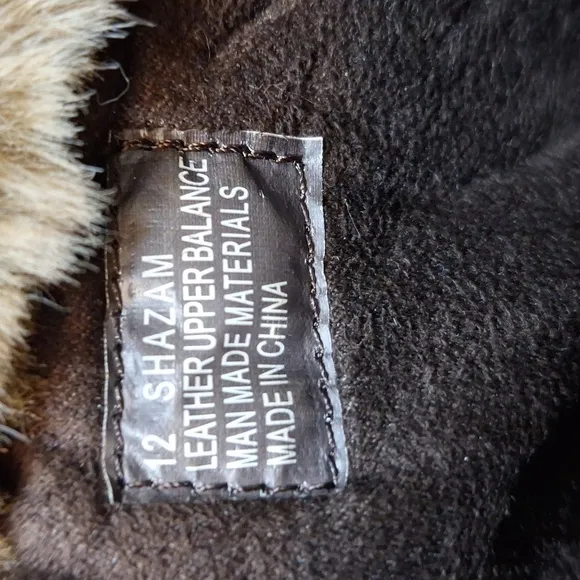 12 SHAZAM
LEATHER UPPER BALANCE
MAN MADE MATERIALS
MADE IN CHINA